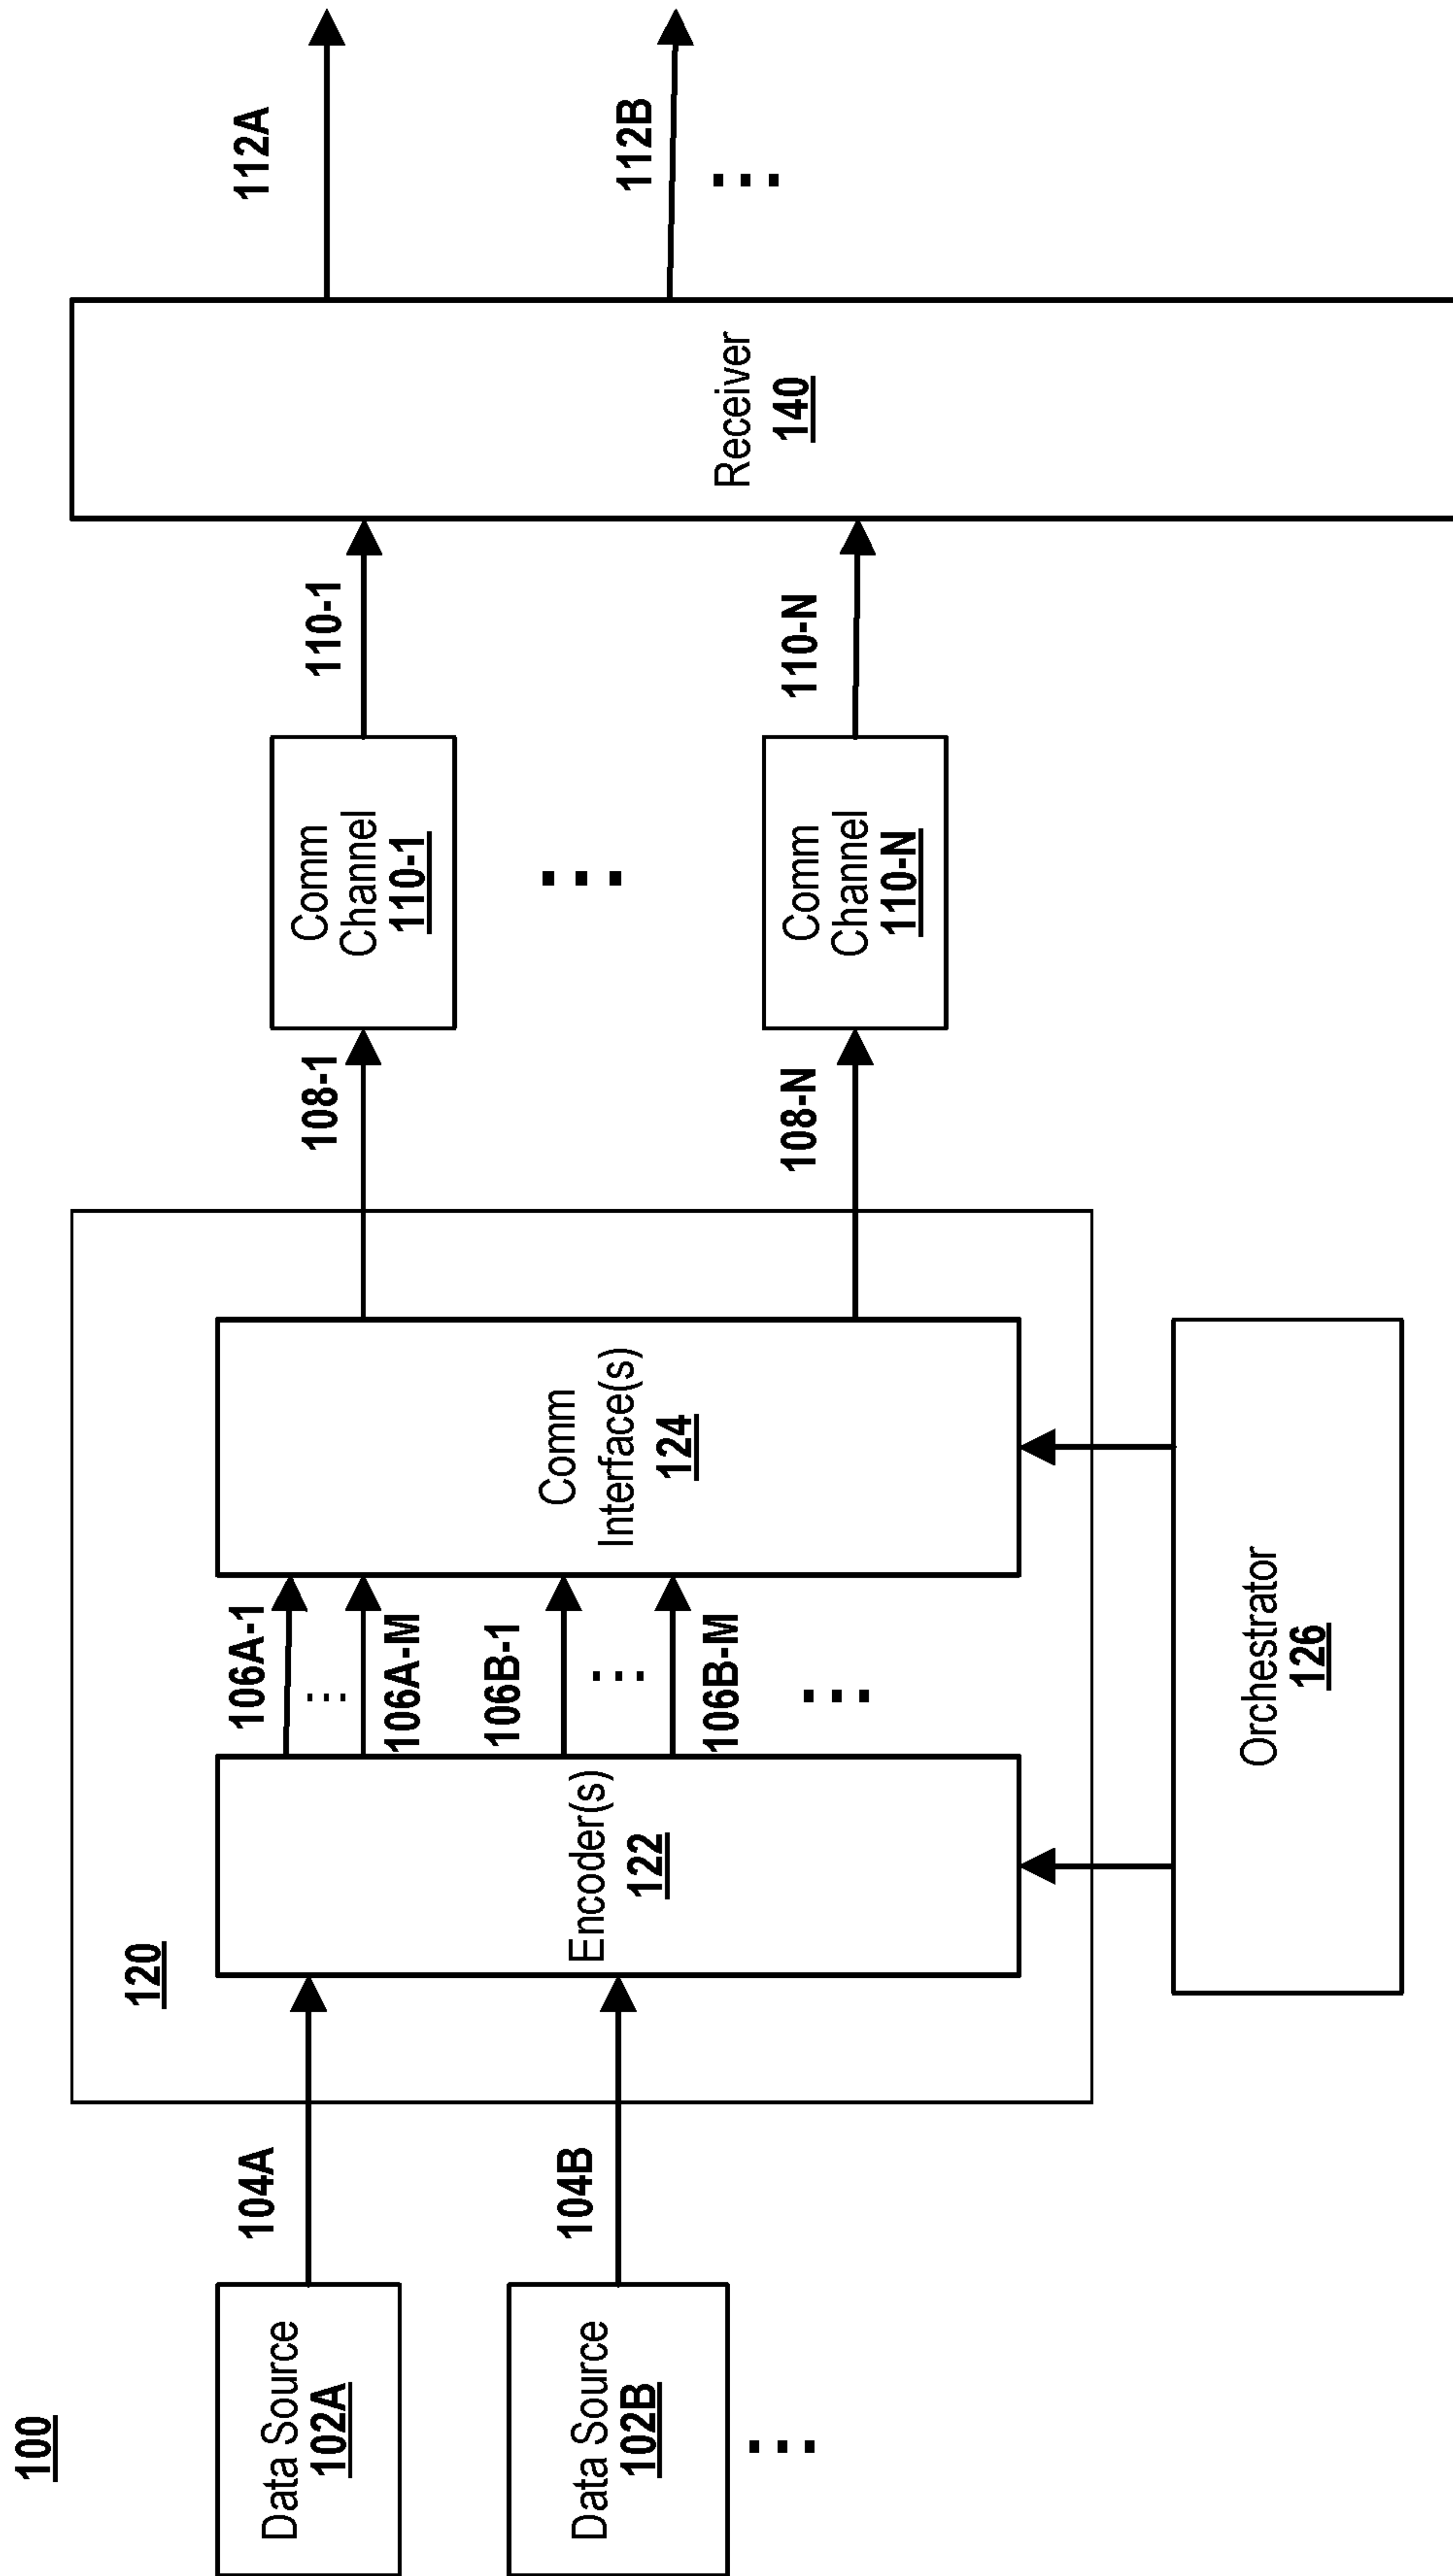 100
Data Source
102A
Data Source
102B
104A
104B
120
Encoder(s)
122
106A-1
106A-M
106B-1
106B-M
Comm
Interface(s)
124
Orchestrator
126
108-1
108-N
Comm
Channel
110-1
Comm
Channel
110-N
110-1
110-N
Receiver
140
112A
112B